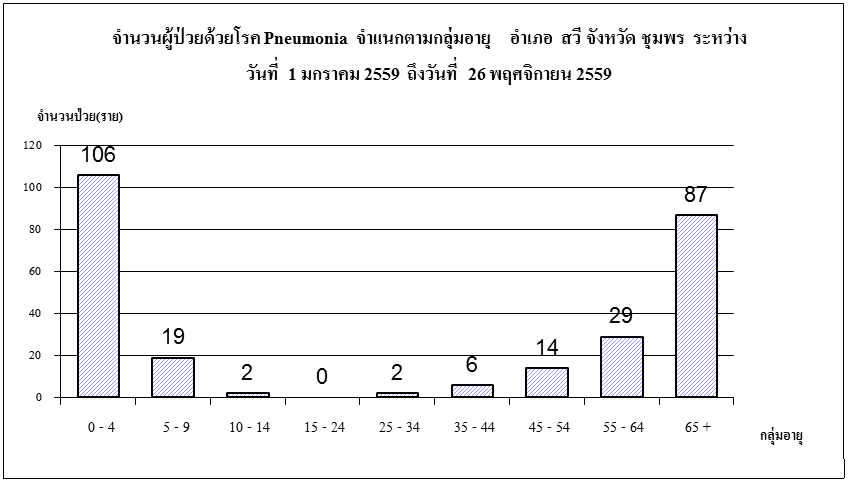 จำนวนผู้ป่วยด้วยโรค Pneumonia จำแนกตามกลุ่มอายุ อำเภอ สวี จังหวัด ชุมพร ระหว่าง
วันที่ 1 มกราคม 2559 ถึงวันที่ 26 พฤศจิกายน 2559
จำนวนป่วย(ราย)
120
100
80
60
40
20
0
106
19
2
0
2
6
14
29
87
0 - 4
5 - 9
10 - 14
15 - 24
25 - 34
35 - 44
45 - 54
55 - 64
65 +
กลุ่มอายุ